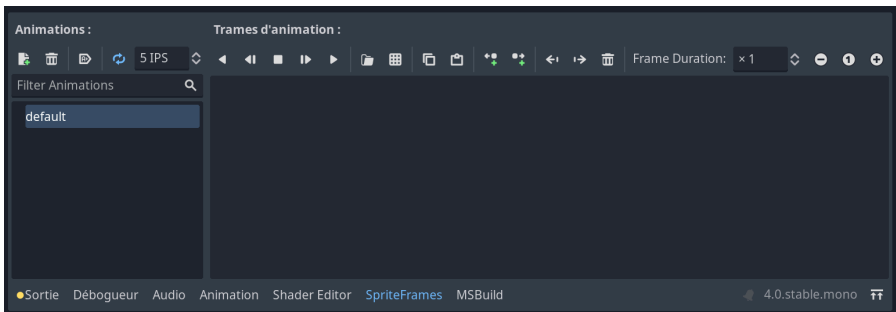 Animations : Trames d'animation :
5 IPS Frame Duration: × 1
Filter Animations
default
Sortie Débogueur Audio Animation Shader Editor SpriteFrames MSBuild 4.0.stable.mono